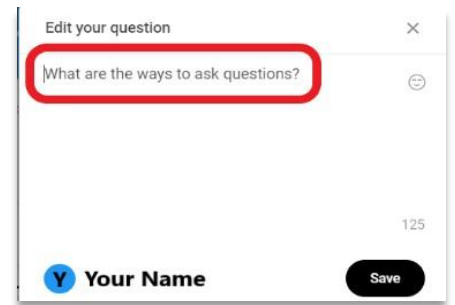 Edit your question
What are the ways to ask questions?
125
Y Your Name
Save